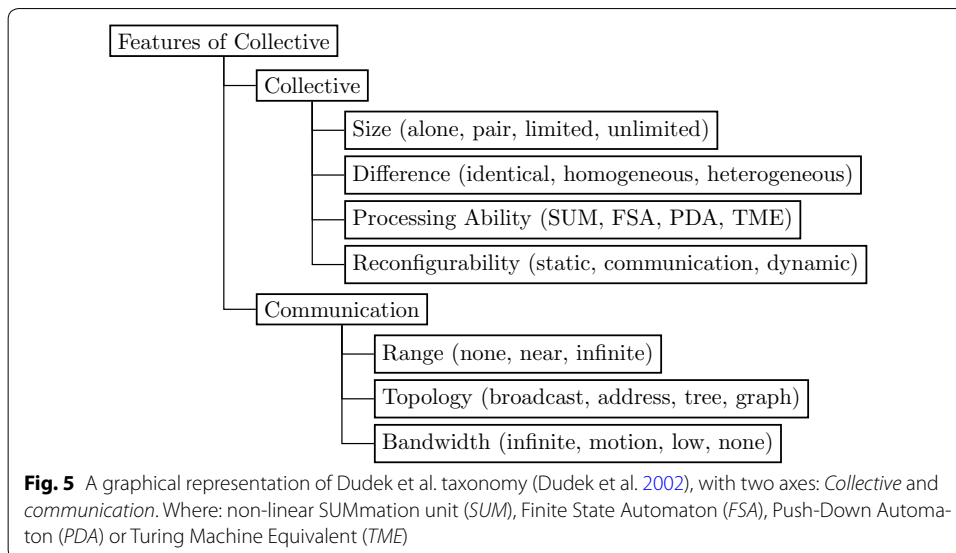 Features of Collective
Collective
Size (alone, pair, limited, unlimited)
Difference (identical, homogeneous, heterogeneous)
Processing Ability (SUM, FSA, PDA, TME)
Reconfigurability (static, communication, dynamic)
Communication
Range (none, near, infinite)
Topology (broadcast, address, tree, graph)
Bandwidth (infinite, motion, low, none)
Fig. 5 A graphical representation of Dudek et al. taxonomy (Dudek et al. 2002), with two axes: Collective and
communication. Where: non-linear SUMmation unit (SUM), Finite State Automaton (FSA), Push-Down Automa-
ton (PDA) or Turing Machine Equivalent (TME)